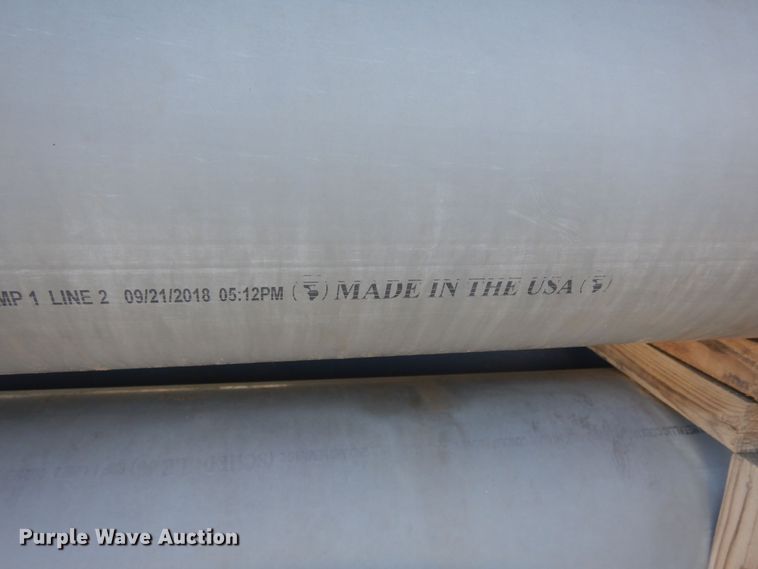 MP 1 LINE 2 09/21/2018 05:12PM ( ) MADE IN THE USA ( )
Purple Wave Auction